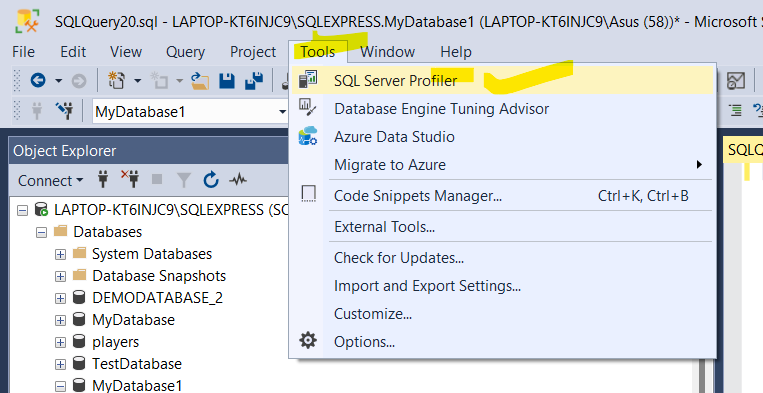 SQLQuery20.sql - LAPTOP-KT6INJC9\SQLEXPRESS.MyDatabase1 (LAPTOP-KT6INJC9\Asus (58))* - Microsoft S
File Edit View Query Project Tools Window Help
MyDatabase1
SQL Server Profiler
Database Engine Tuning Advisor
Azure Data Studio
Migrate to Azure
Code Snippets Manager... Ctrl+K, Ctrl+B
External Tools...
Check for Updates...
Import and Export Settings...
Customize...
Options...
SQLQ
Object Explorer
Connect
LAPTOP-KT6INJC9\SQLEXPRESS (SQ
Databases
System Databases
Database Snapshots
DEMODATABASE_2
MyDatabase
players
TestDatabase
MyDatabase1